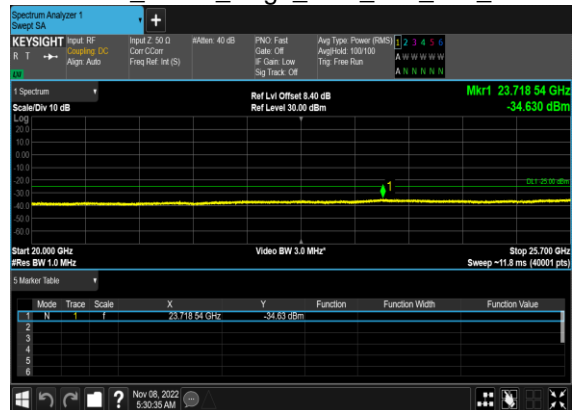 Spectrum Analyzer 1
Swept SA
+
KEYSIGHT
R T
Input: RF
Coupling: DC
Align: Auto
Input Z: 50 Ω
Corr CCorr
Freq Ref: Int (S)
#Atten: 40 dB
PNO: Fast
Gate: Off
IF Gain: Low
Sig Track: Off
Avg Type: Power (RMS)
Avg|Hold: 100/100
Trig: Free Run
1 2 3 4 5 6
A W W W W W
A N N N N N
1 Spectrum
Scale/Div 10 dB
Ref Lvl Offset 8.40 dB
Ref Level 30.00 dBm
Mkr1 23.718 54 GHz
-34.630 dBm
Log
20.0
10.0
0.00
-10.0
-20.0
-30.0
-40.0
-50.0
-60.0
1
DL1 -25.00 dBm
Start 20.000 GHz
#Res BW 1.0 MHz
Video BW 3.0 MHz*
Stop 25.700 GHz
Sweep ~11.8 ms (40001 pts)
5 Marker Table
Mode Trace Scale X Y Function Function Width Function Value
1 N 1 f 23.718 54 GHz -34.63 dBm
2
3
4
5
6
?
Nov 08, 2022
5:30:35 AM